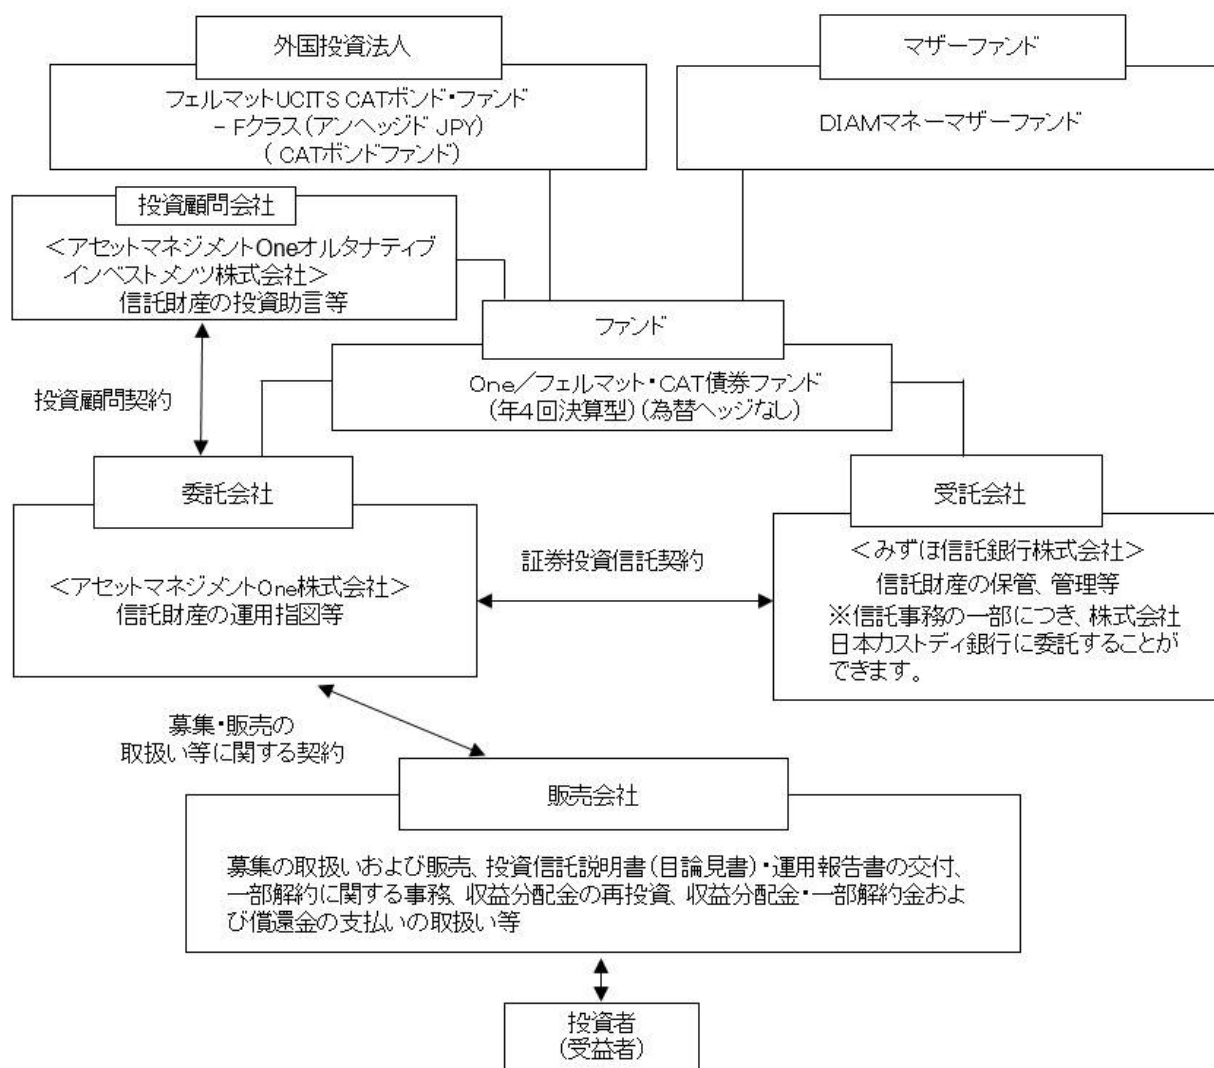 外国投資法人
フェルマットUCITS CATボンド・ファンド
- Fクラス(アンヘッジド JPY)
( CATボンドファンド)
マザーファンド
DIAMマネーマザーファンド
投資顧問会社
<アセットマネジメントOneオルタナティブ
インベストメンツ株式会社>
信託財産の投資助言等
ファンド
One/フェルマット・CAT債券ファンド
(年4回決算型)(為替ヘッジなし)
投資顧問契約
委託会社
<アセットマネジメントOne株式会社>
信託財産の運用指図等
証券投資信託契約
受託会社
<みずほ信託銀行株式会社>
信託財産の保管、管理等
※信託事務の一部につき、株式会社
日本カストディ銀行に委託することが
できます。
募集・販売の
取扱い等に関する契約
販売会社
募集の取扱いおよび販売、投資信託説明書(目論見書)・運用報告書の交付、
一部解約に関する事務、収益分配金の再投資、収益分配金・一部解約金およ
び償還金の支払いの取扱い等
投資者
(受益者)